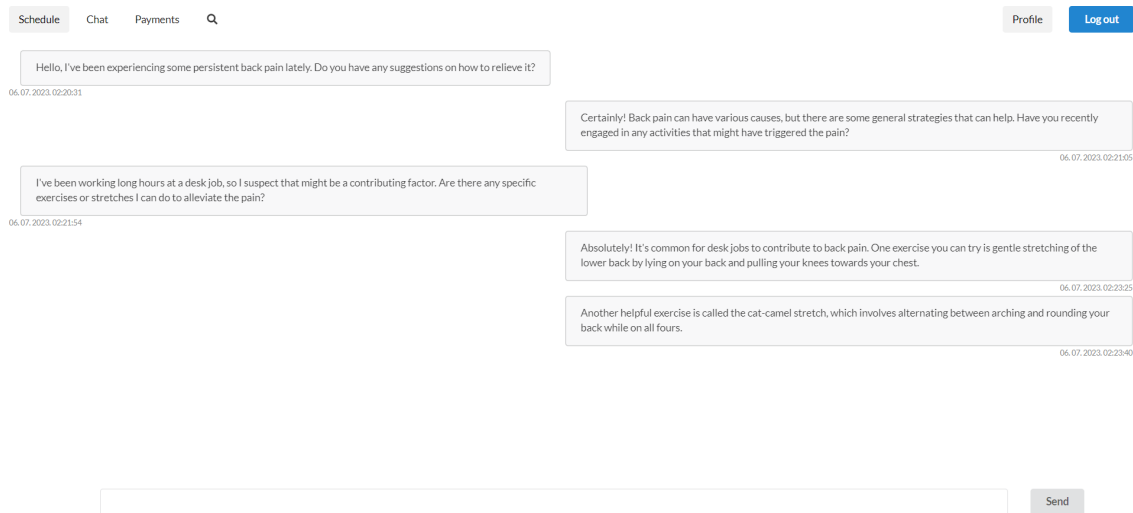 Schedule Chat Payments Profile Log out
Hello, I've been experiencing some persistent back pain lately. Do you have any suggestions on how to relieve it?
06. 07. 2023. 02:20:31
Certainly! Back pain can have various causes, but there are some general strategies that can help. Have you recently
engaged in any activities that might have triggered the pain?
06. 07. 2023. 02:21:05
I've been working long hours at a desk job, so I suspect that might be a contributing factor. Are there any specific
exercises or stretches I can do to alleviate the pain?
06. 07. 2023. 02:21:54
Absolutely! It's common for desk jobs to contribute to back pain. One exercise you can try is gentle stretching of the
lower back by lying on your back and pulling your knees towards your chest.
06. 07. 2023. 02:23:25
Another helpful exercise is called the cat-camel stretch, which involves alternating between arching and rounding your
back while on all fours.
06. 07. 2023. 02:23:40
Send